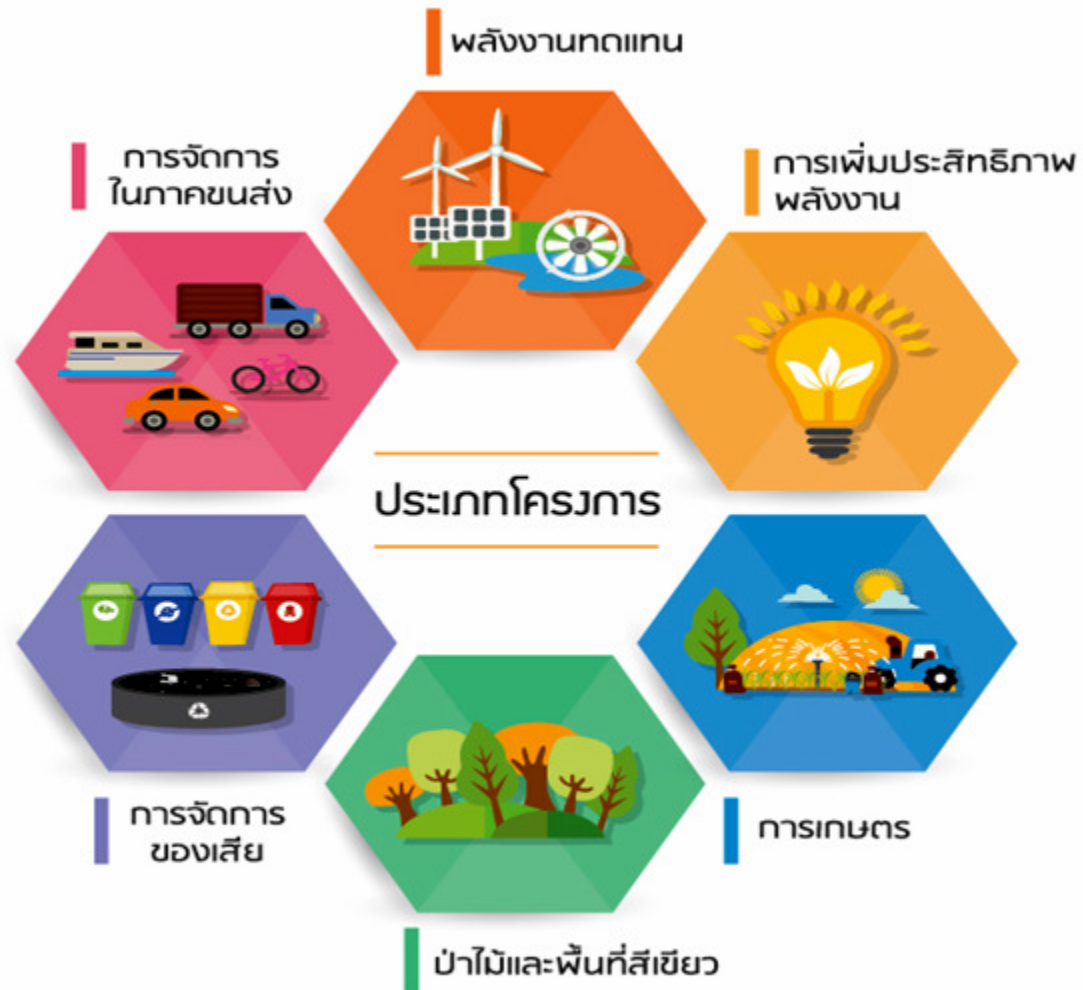 พลังงานทดแทน
การจัดการ
ในภาคขนส่ง
การเพิ่มประสิทธิภาพ
พลังงาน
ประเภทโครงการ
การจัดการ
ของเสีย
การเกษตร
ป่าไม้และพื้นที่สีเขียว